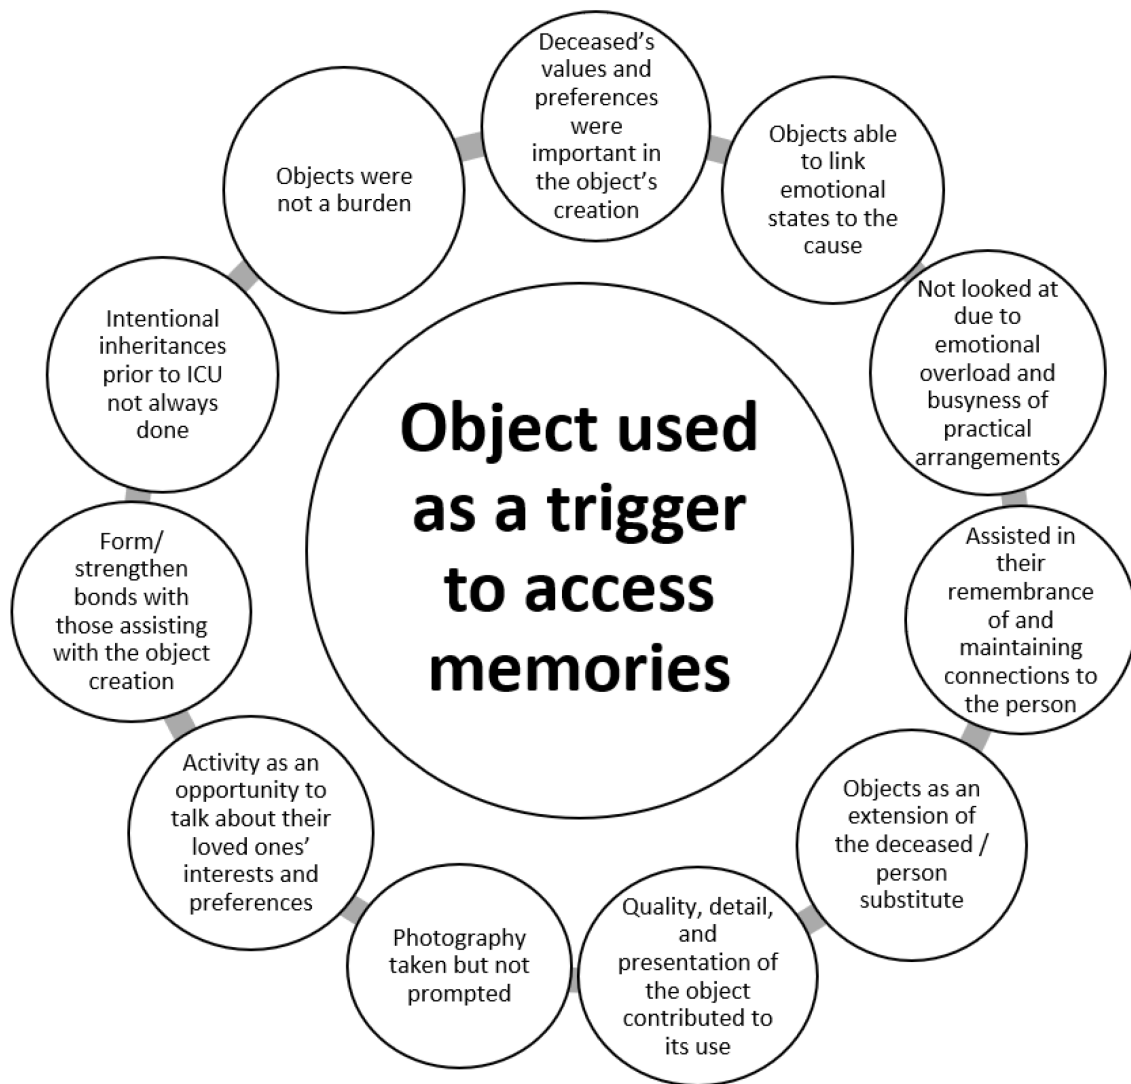 Deceased's
values and
preferences
were
important in
the object's
creation
Objects able
to link
emotional
states to the
cause
Not looked at
due to
emotional
overload and
busyness of
practical
arrangements
Assisted in
their
remembrance
of and
maintaining
connections to
the person
Objects as an
extension of
the deceased /
person
substitute
Quality, detail,
and
presentation of
the object
contributed to
its use
Photography
taken but not
prompted
Activity as an
opportunity to
talk about their
loved ones'
interests and
preferences
Form/
strengthen
bonds with
those assisting
with the object
creation
Intentional
inheritances
prior to ICU
not always
done
Objects were
not a burden
Object used
as a trigger
to access
memories